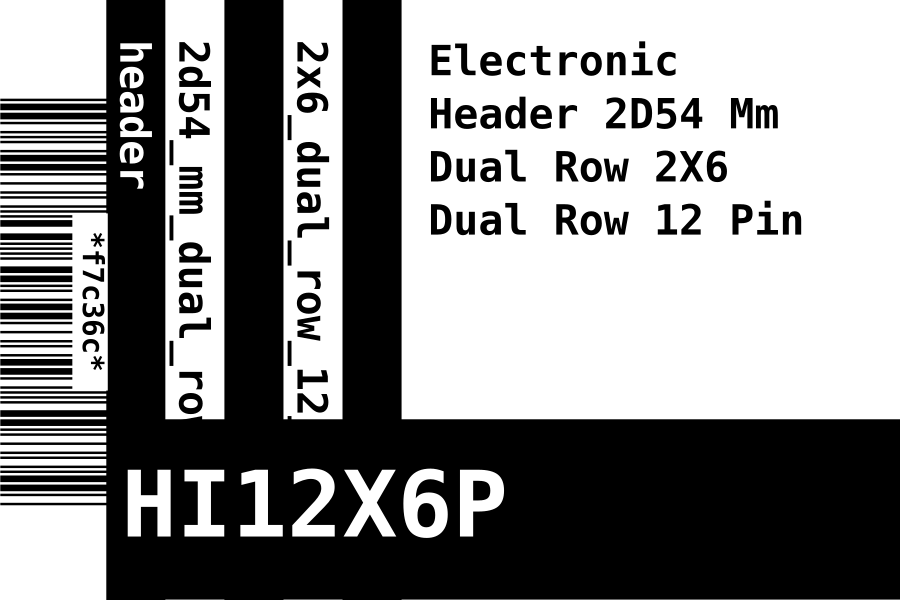 *f7c36c*
header
2d54_mm_dual_ro
2x6_dual_row_12
Electronic
Header 2D54 Mm
Dual Row 2X6
Dual Row 12 Pin
HI12X6P